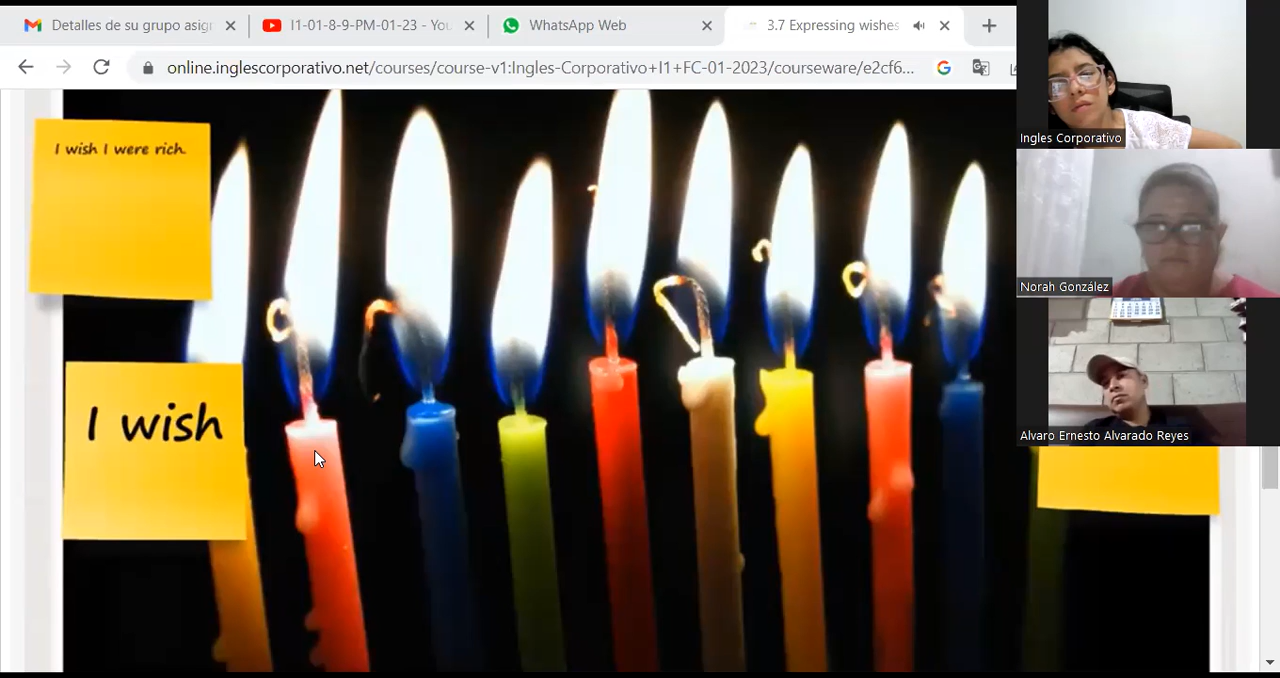 Detalles de su grupo asign
I1-01-8-9-PM-01-23 - You
WhatsApp Web
3.7 Expressing wishes
online.inglescorporativo.net/courses/course-v1:Ingles-Corporativo+I1+FC-01-2023/courseware/e2cf6...
Ingles Corporativo
I wish I were rich.
Norah González
I wish
Alvaro Ernesto Alvarado Reyes